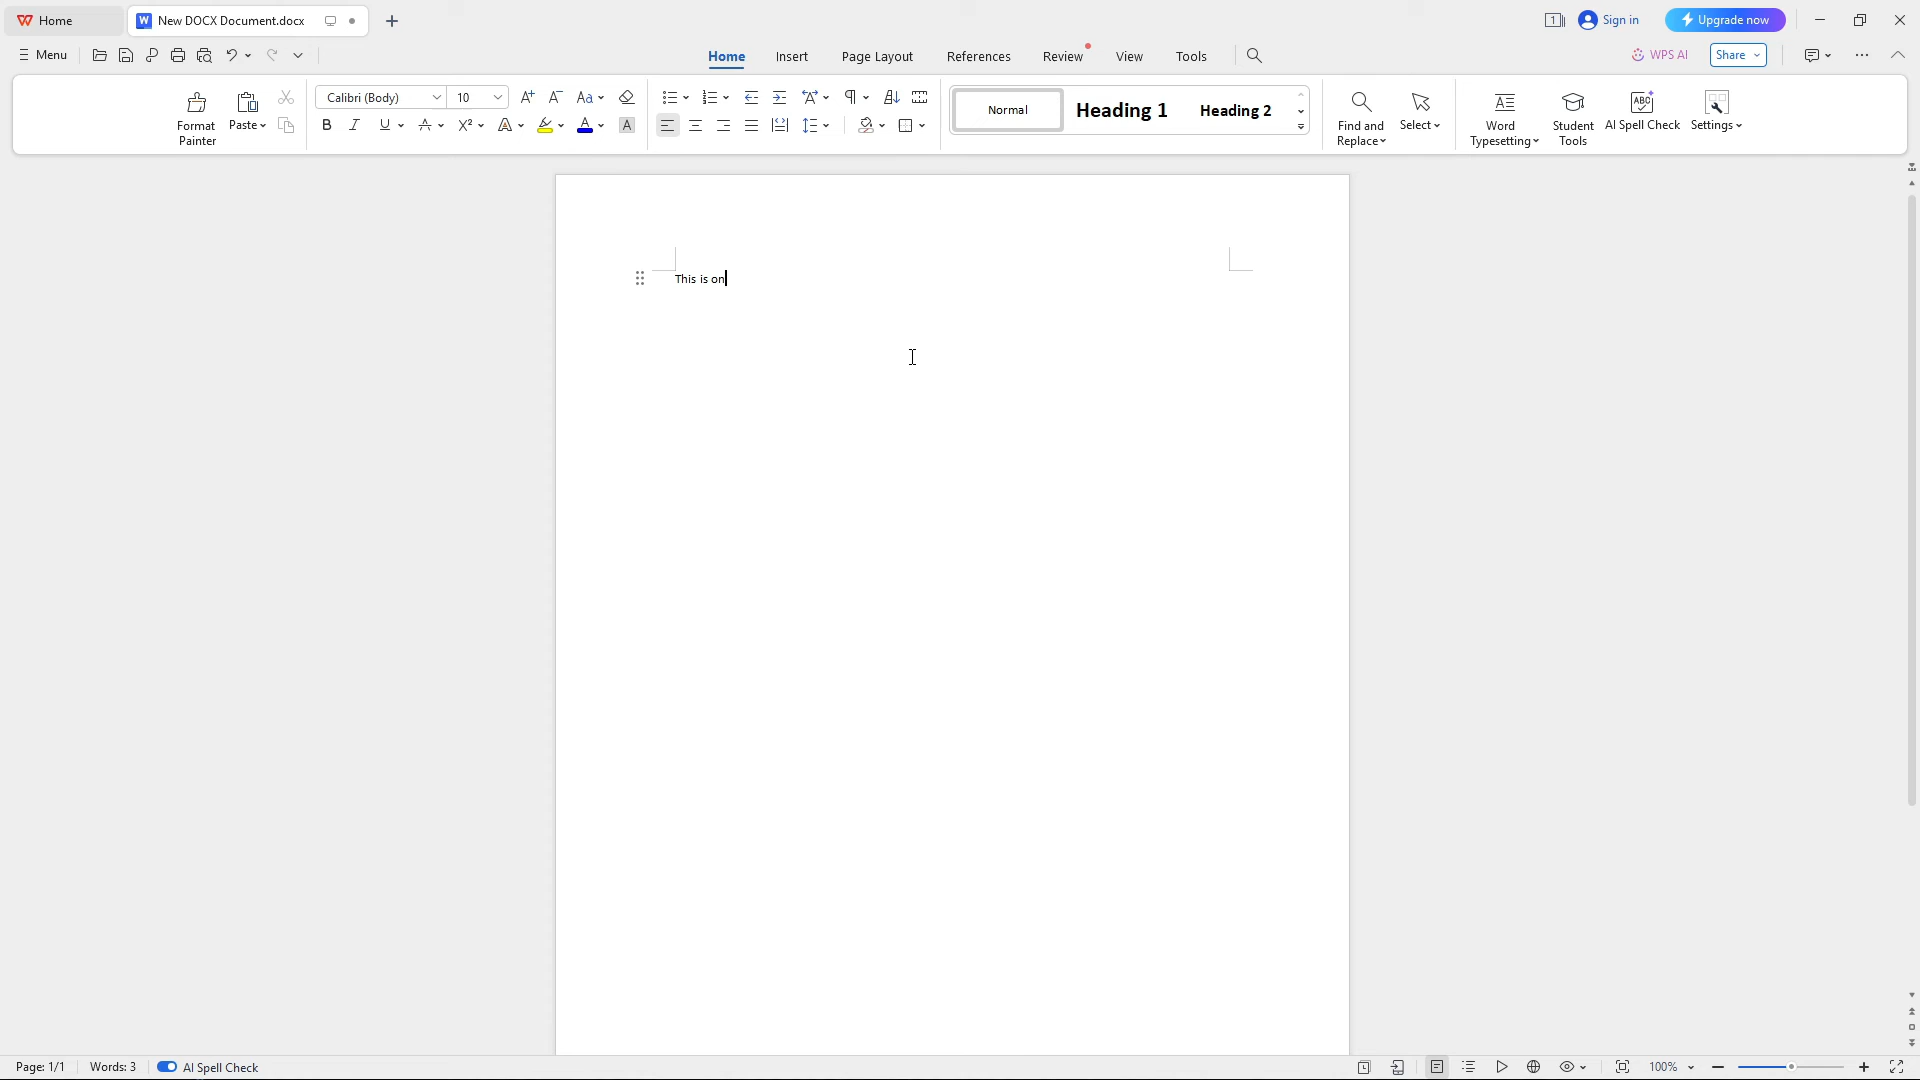 Home
New DOCX Document.docx
Sign in
Upgrade now
Menu
Home
Insert
Page Layout
References
Review
View
Tools
WPS AI
Share
Format
Painter
Paste
Calibri (Body)
10
Normal
Heading 1
Heading 2
Find and
Replace
Select
Word
Typesetting
Student
Tools
AI Spell Check
Settings
This is on
Page: 1/1
Words: 3
AI Spell Check
100%